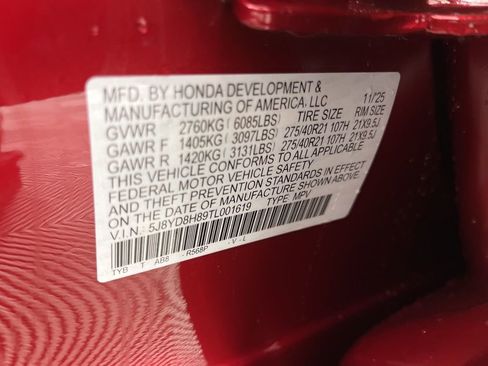 MFD. BY HONDA DEVELOPMENT &
MANUFACTURING OF AMERICA, LLC 11/25
GVWR 2760KG ( 6085LBS) TIRE SIZE RIM SIZE
GAWR F 1405KG ( 3097LBS) 275/40R21 107H 21X9.5J
GAWR R 1420KG ( 3131LBS) 275/40R21 107H 21X9.5J
THIS VEHICLE CONFORMS TO ALL APPLICABLE
FEDERAL MOTOR VEHICLE SAFETY
AND THEFT PREVENTION STANDARDS IN EFFECT
ON THE DATE OF MANUFACTURE SHOWN ABOVE.
V.I.N.: 5J8YD8H89TL001619 TYPE: MPV
TYB T AB8 - R568P - V - L